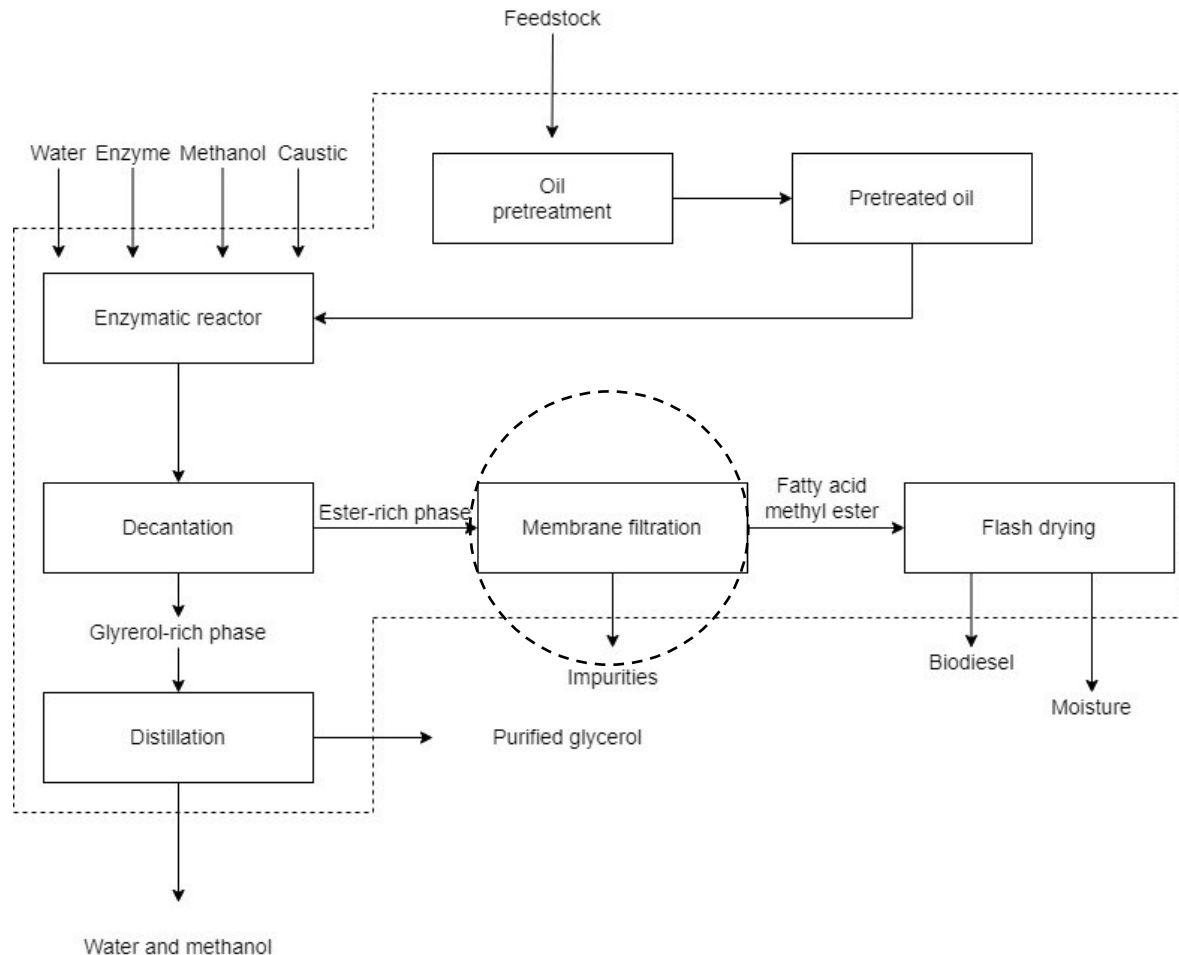 Feedstock
Water Enzyme Methanol Caustic
Oil
pretreatment
Pretreated oil
Enzymatic reactor
Decantation
Ester-rich phase
Membrane filtration
Fatty acid
methyl ester
Flash drying
Glyrerol-rich phase
Impurities
Biodiesel
Moisture
Distillation
Purified glycerol
Water and methanol